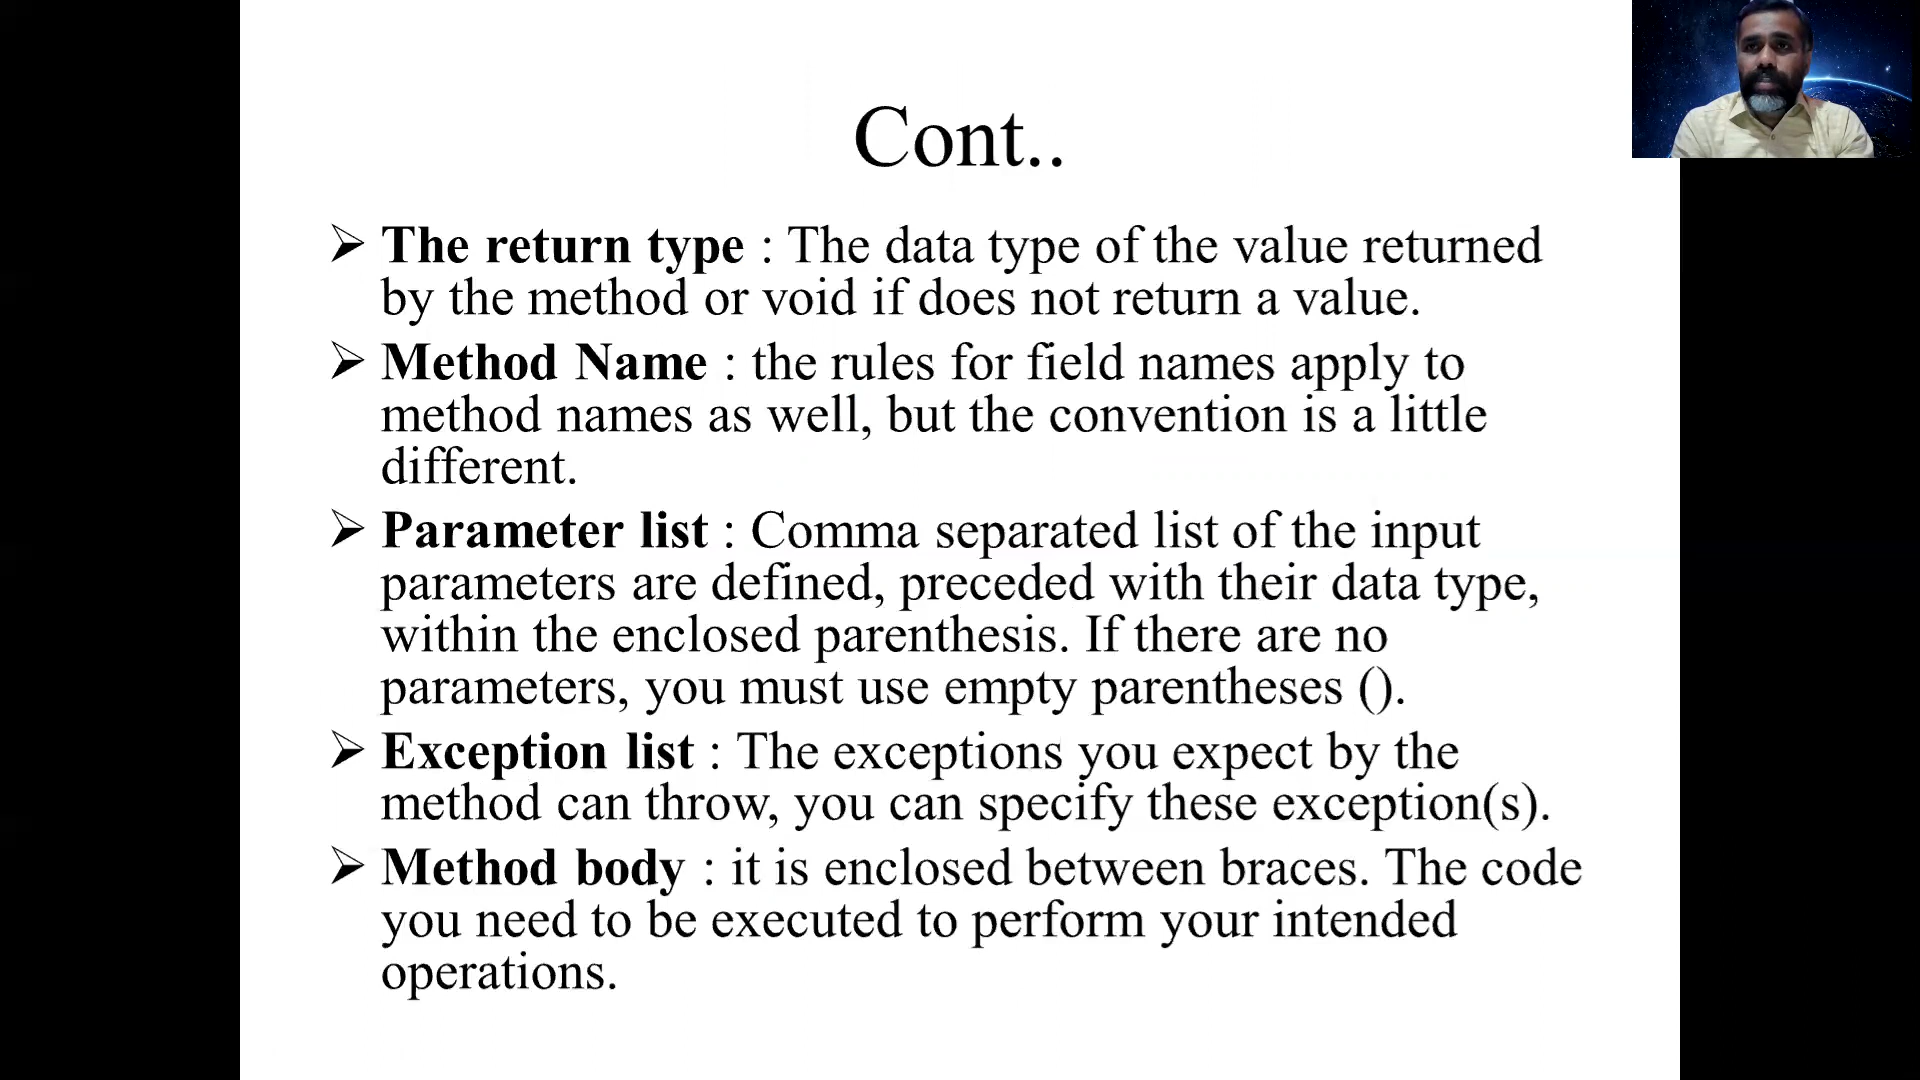 Cont..
The return type : The data type of the value returned
by the method or void if does not return a value.
Method Name : the rules for field names apply to
method names as well, but the convention is a little
different.
Parameter list : Comma separated list of the input
parameters are defined, preceded with their data type,
within the enclosed parenthesis. If there are no
parameters, you must use empty parentheses ().
Exception list : The exceptions you expect by the
method can throw, you can specify these exception(s).
Method body : it is enclosed between braces. The code
you need to be executed to perform your intended
operations.